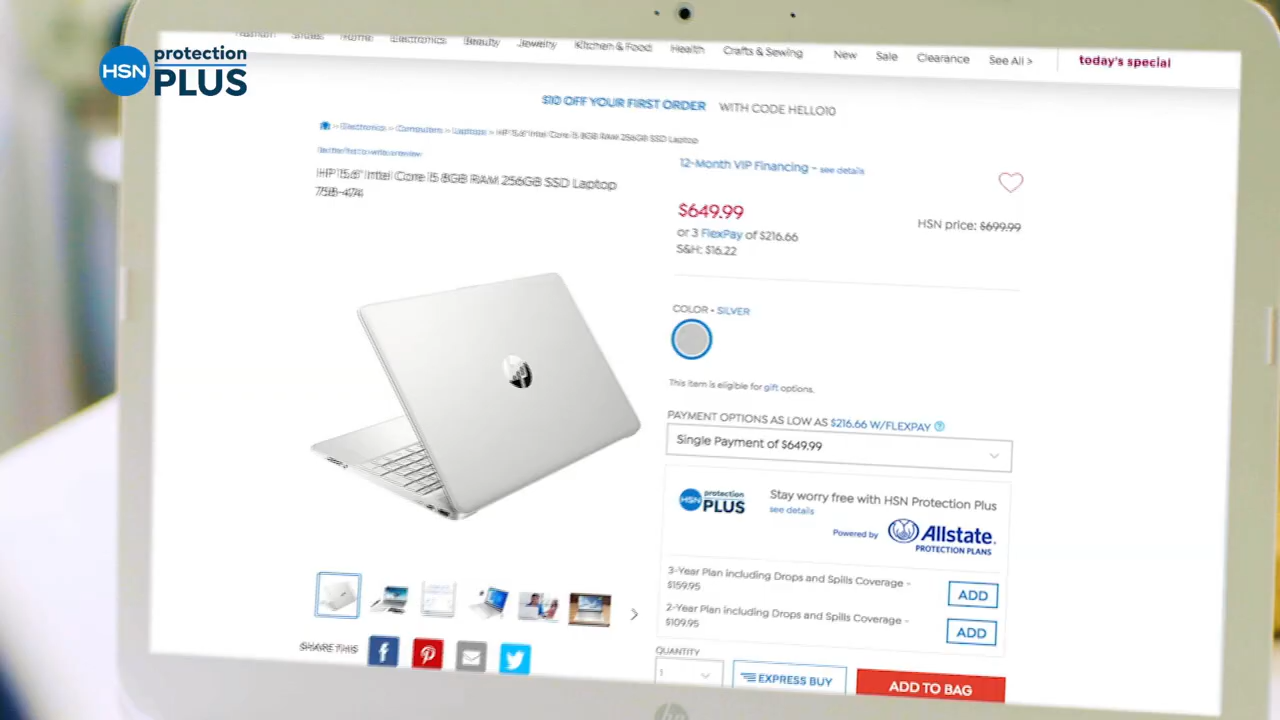 HSN protection PLUS
Fashion Shoes Home Electronics Beauty Jewelry Kitchen & Food Health Crafts & Sewing New Sale Clearance See All > today's special
$10 OFF YOUR FIRST ORDER WITH CODE HELLO10
> Electronics > Computers > Laptops > HP 15.6" Intel Core i5 8GB RAM 256GB SSD Laptop
HP 15.6" Intel Core i5 8GB RAM 256GB SSD Laptop
758-474
12-Month VIP Financing - see details
$649.99
HSN price: $699.99
or 3 FlexPay of $216.66
S&H: $16.22
COLOR - SILVER
This item is eligible for gift options.
PAYMENT OPTIONS AS LOW AS $216.66 W/FLEXPAY
Single Payment of $649.99
HSN protection PLUS
Stay worry free with HSN Protection Plus
see details
Powered by Allstate.
PROTECTION PLANS
3-Year Plan including Drops and Spills Coverage -
$159.95
ADD
2-Year Plan including Drops and Spills Coverage -
$109.95
ADD
SHARE THIS
QUANTITY
1
EXPRESS BUY
ADD TO BAG
hp